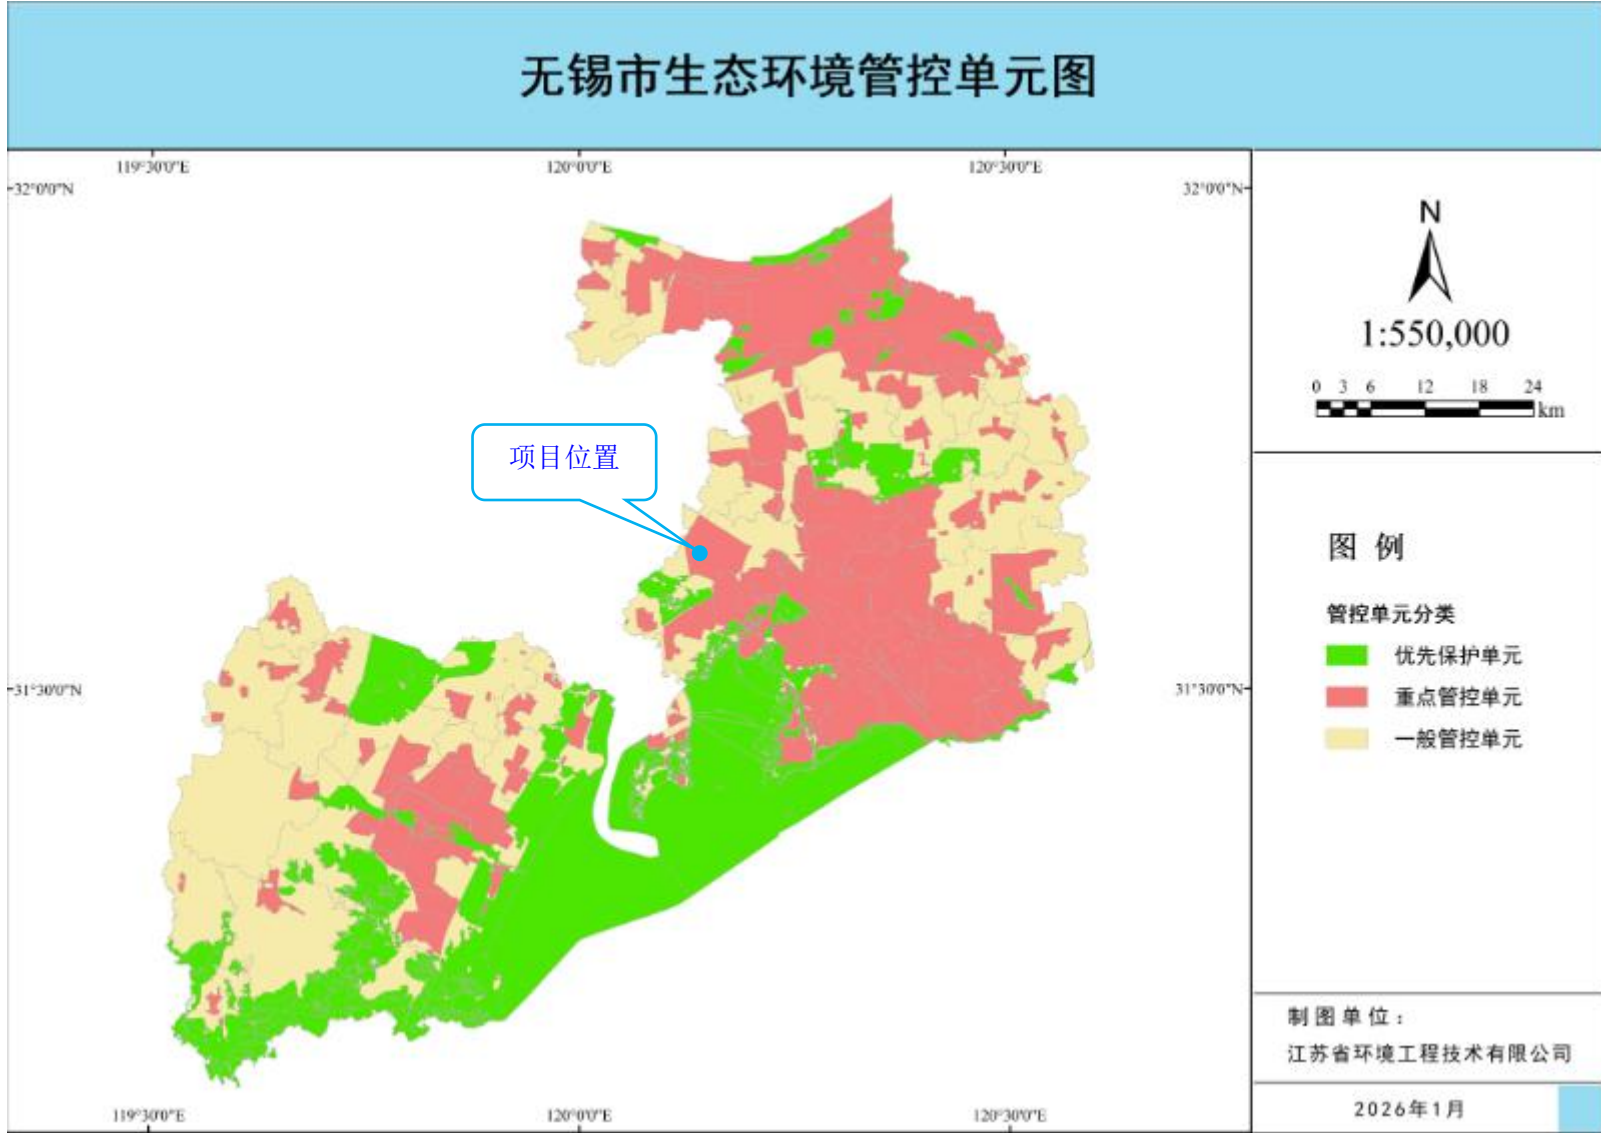 无锡市生态环境管控单元图
119°30'0"E
120°0'0"E
120°30'0"E
32°0'0"N
32°0'0"N
N
1:550,000
0 3 6 12 18 24
km
项目位置
图 例
管控单元分类
优先保护单元
重点管控单元
一般管控单元
31°30'0"N
31°30'0"N
制图单位：
江苏省环境工程技术有限公司
2026年1月
119°30'0"E
120°0'0"E
120°30'0"E